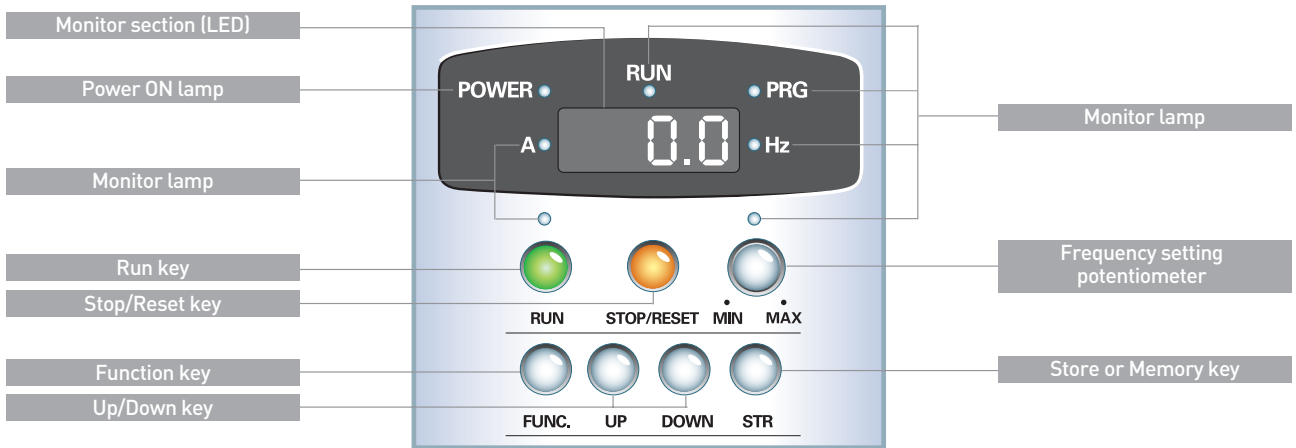 Monitor section (LED)
Power ON lamp
Monitor lamp
Run key
Stop/Reset key
Function key
Up/Down key
RUN
POWER
PRG
A
0.0
Hz
RUN
STOP/RESET
MIN
MAX
FUNC.
UP
DOWN
STR
Monitor lamp
Frequency setting
potentiometer
Store or Memory key